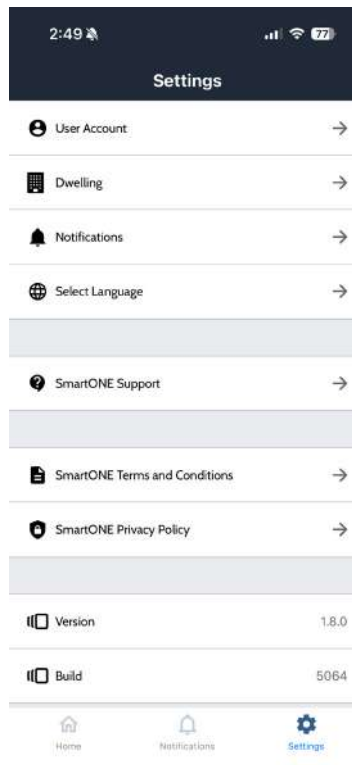 2:49
77
Settings
User Account
Dwelling
Notifications
Select Language
SmartONE Support
SmartONE Terms and Conditions
SmartONE Privacy Policy
Version 1.8.0
Build 5064
Home Notifications Settings